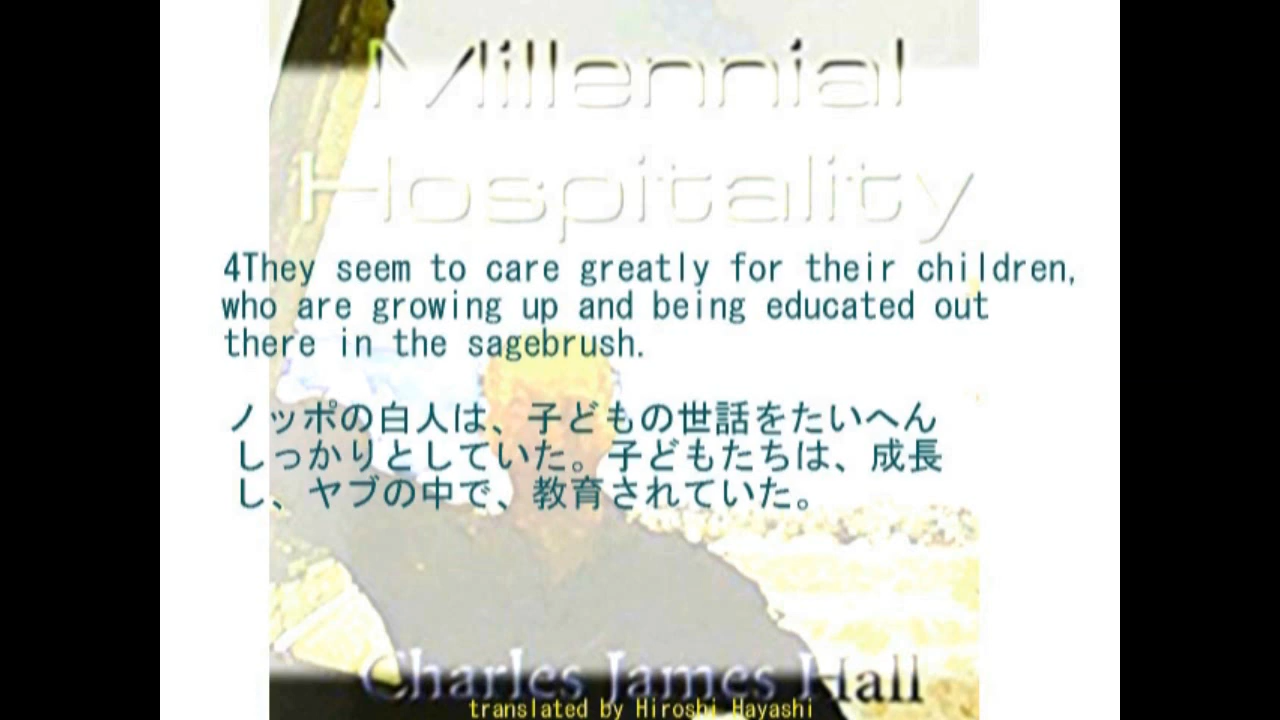 Millennial
Hospitality
4They seem to care greatly for their children,
who are growing up and being educated out
there in the sagebrush.
ノッポの白人は、子どもの世話をたいへん
しっかりとしていた。子どもたちは、成長
し、ヤブの中で、教育されていた。
Charles James Hall
translated by Hiroshi Hayashi